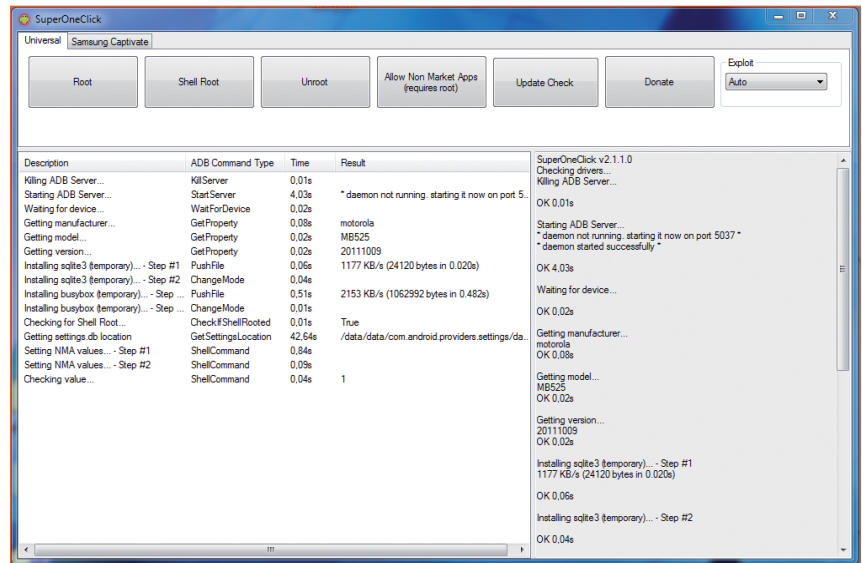 SuperOneClick
Universal Samsung Captivate
Root
Shell Root
Unroot
Allow Non Market Apps
(requires root)
Update Check
Donate
Exploit
Auto
Description ADB Command Type Time Result
Killing ADB Server... KillServer 0,01s
Starting ADB Server... StartServer 4,03s * daemon not running. starting it now on port 5..
Waiting for device... WaitForDevice 0,02s
Getting manufacturer... GetProperty 0,08s motorola
Getting model... GetProperty 0,02s MB525
Getting version... GetProperty 0,02s 20111009
Installing sqlite3 (temporary)... - Step #1 PushFile 0,06s 1177 KB/s (24120 bytes in 0.020s)
Installing sqlite3 (temporary)... - Step #2 ChangeMode 0,04s
Installing busybox (temporary)... - Step ... PushFile 0,51s 2153 KB/s (1062992 bytes in 0.482s)
Installing busybox (temporary)... - Step ... ChangeMode 0,01s
Checking for Shell Root... CheckIfShellRooted 0,01s True
Getting settings.db location GetSettingsLocation 42,64s /data/data/com.android.providers.settings/da..
Setting NMA values... - Step #1 ShellCommand 0,84s
Setting NMA values... - Step #2 ShellCommand 0,09s
Checking value... ShellCommand 0,04s 1
SuperOneClick v2.1.1.0
Checking drivers...
Killing ADB Server...
OK 0,01s
Starting ADB Server...
* daemon not running. starting it now on port 5037 *
* daemon started successfully *
OK 4,03s
Waiting for device...
OK 0,02s
Getting manufacturer...
motorola
OK 0,08s
Getting model...
MB525
OK 0,02s
Getting version...
20111009
OK 0,02s
Installing sqlite3 (temporary)... - Step #1
1177 KB/s (24120 bytes in 0.020s)
OK 0,06s
Installing sqlite3 (temporary)... - Step #2
OK 0,04s